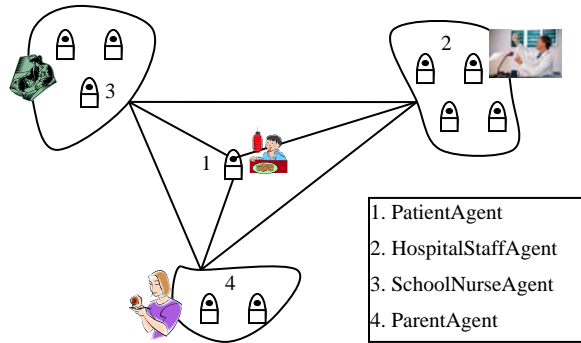 2
3
1
4
1. PatientAgent
2. HospitalStaffAgent
3. SchoolNurseAgent
4. ParentAgent